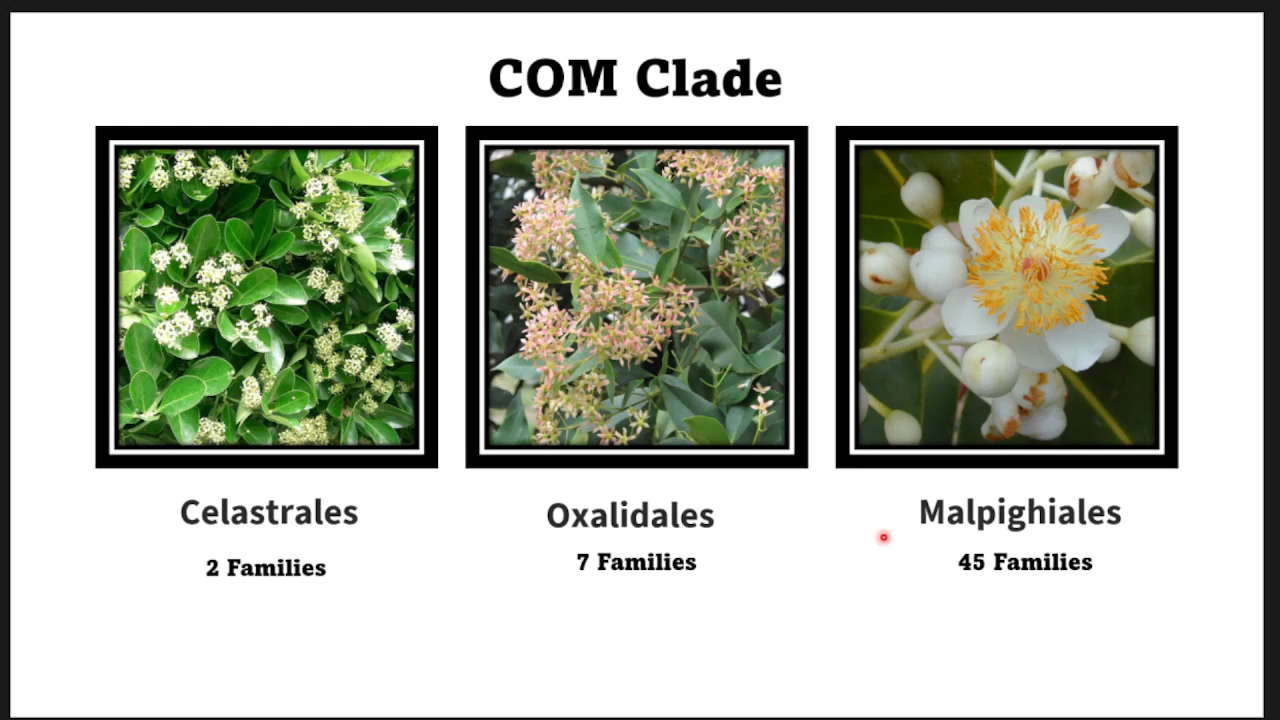 COM Clade
Celastrales
2 Families
Oxalidales
7 Families
Malpighiales
45 Families